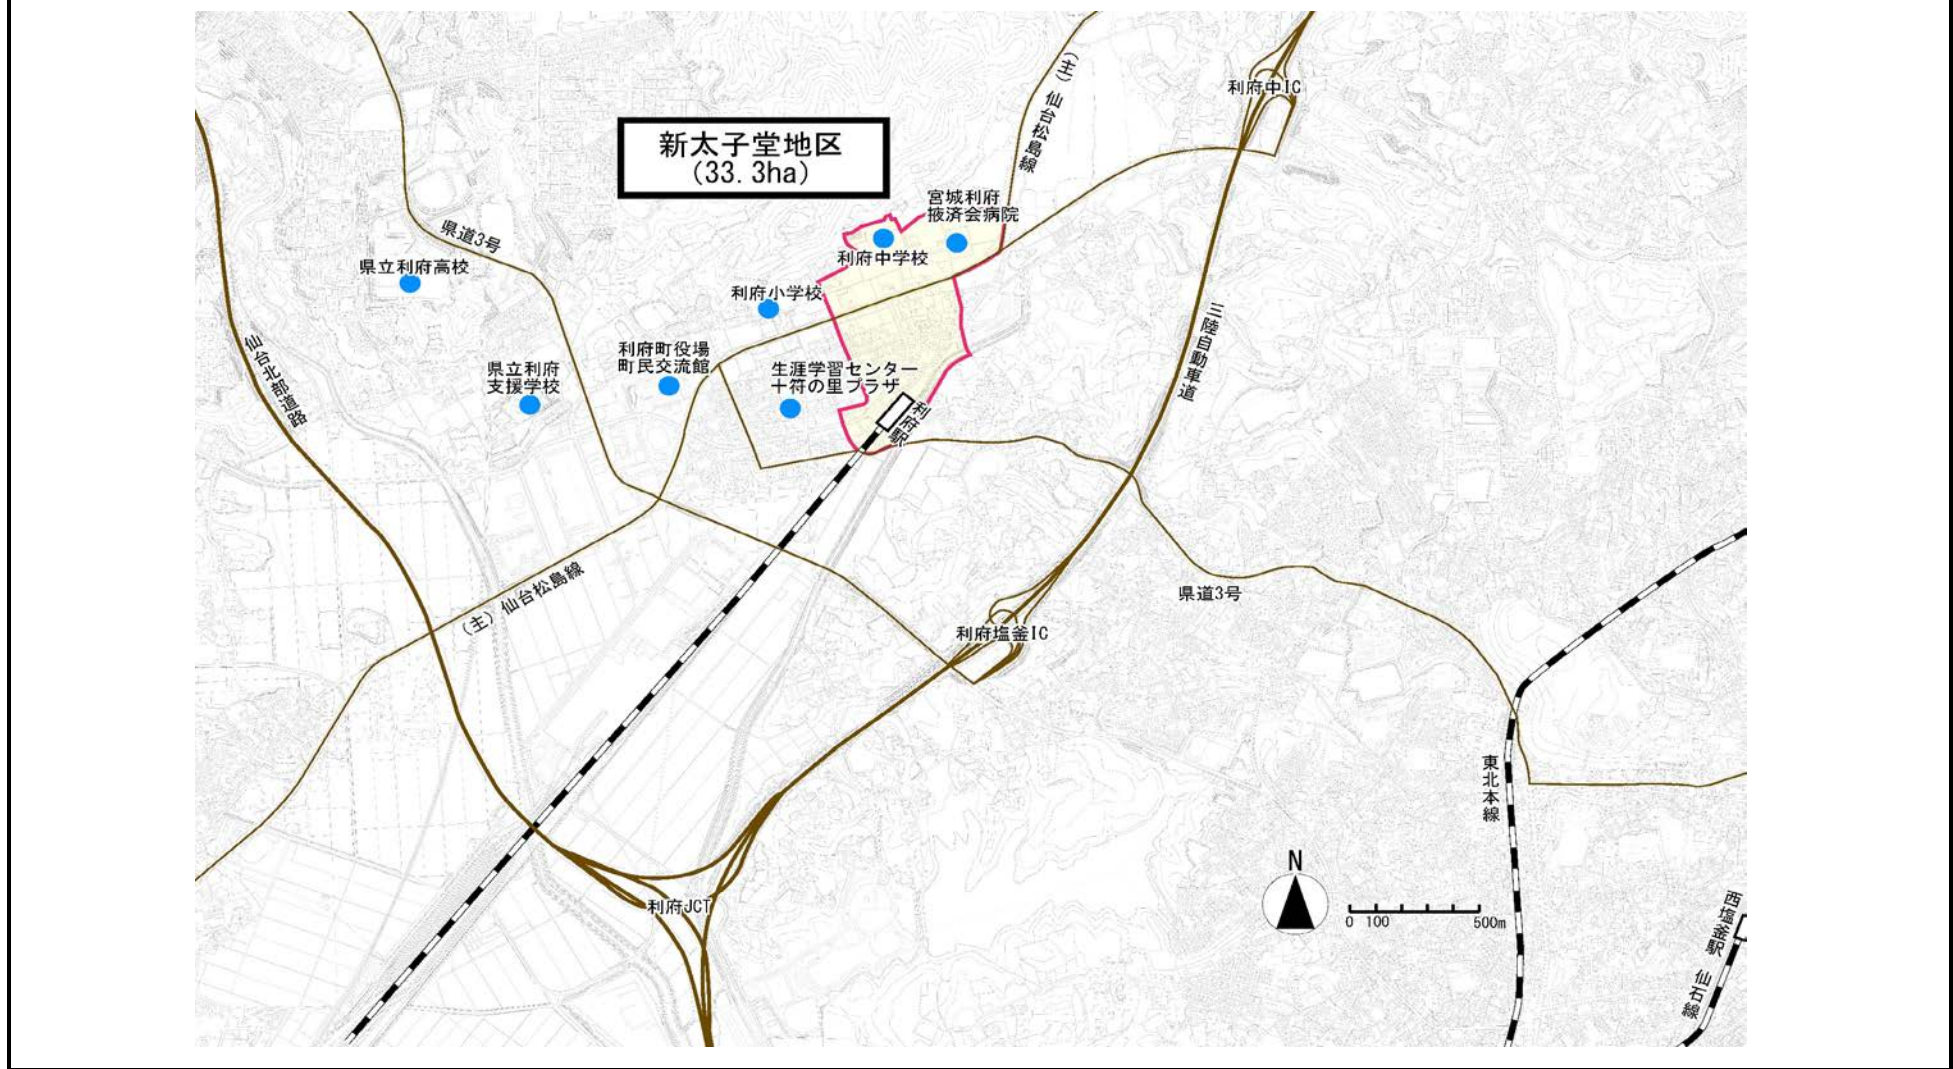 利府中IC
(主)仙台松島線
新太子堂地区
(33.3ha)
宮城利府
掖済会病院
県道3号
利府中学校
県立利府高校
利府小学校
三陸自動車道
仙台北部道路
利府町役場
町民交流館
県立利府
支援学校
生涯学習センター
十符の里プラザ
利府駅
(主)仙台松島線
県道3号
利府塩釜IC
東北本線
N
0 100 500m
利府JCT
西塩釜駅
仙石線